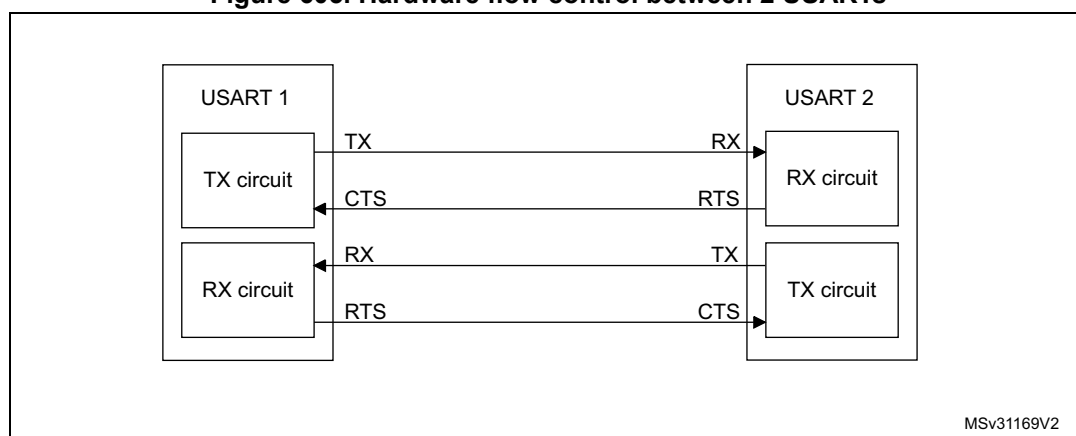 Figure Hardware flow control between 2 USARTs
USART 1 USART 2
TX RX
TX circuit RX circuit
CTS RTS
RX TX
RX circuit TX circuit
RTS CTS
MSv31169V2